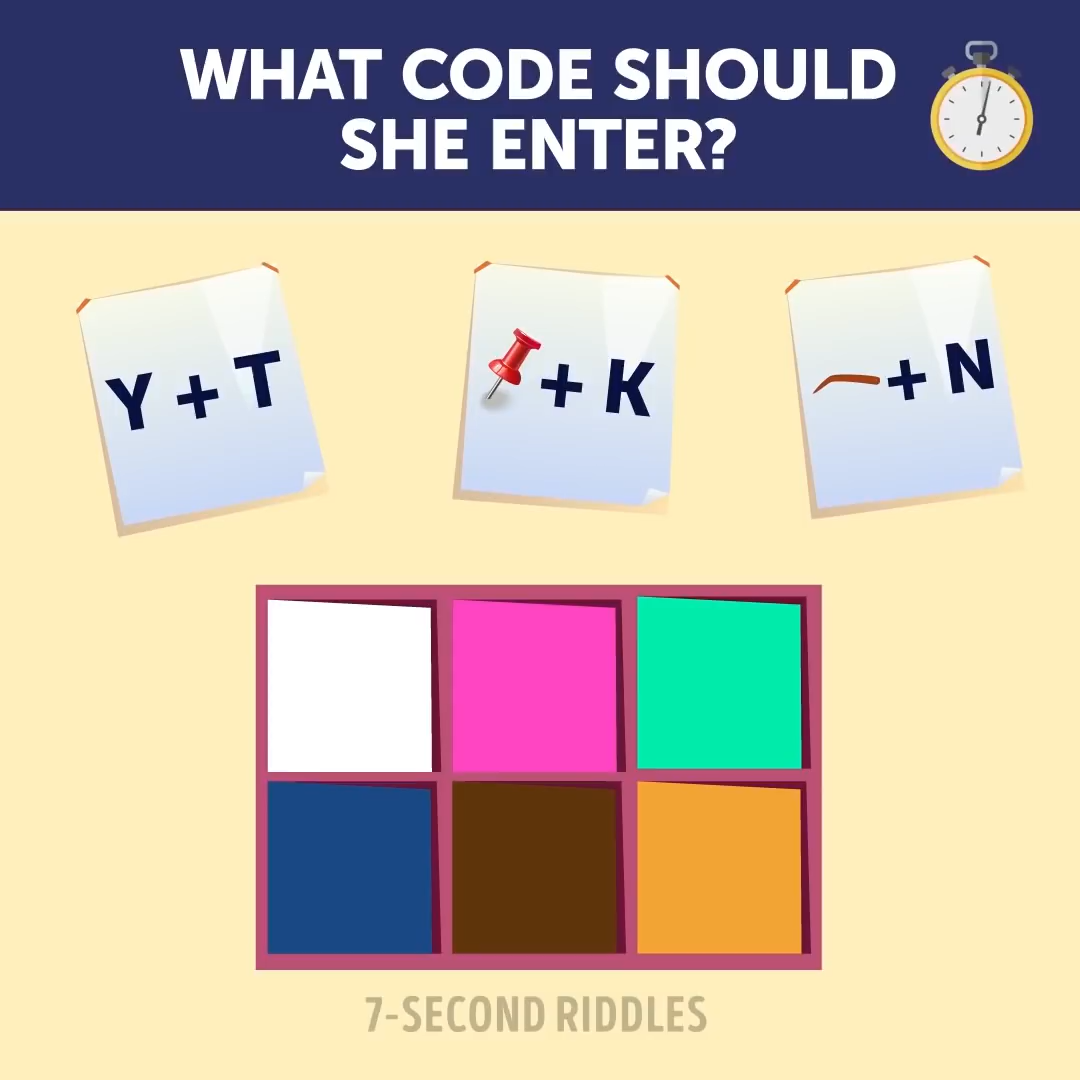 WHAT CODE SHOULD
SHE ENTER?
Y + T
+ K
+ N
7-SECOND RIDDLES